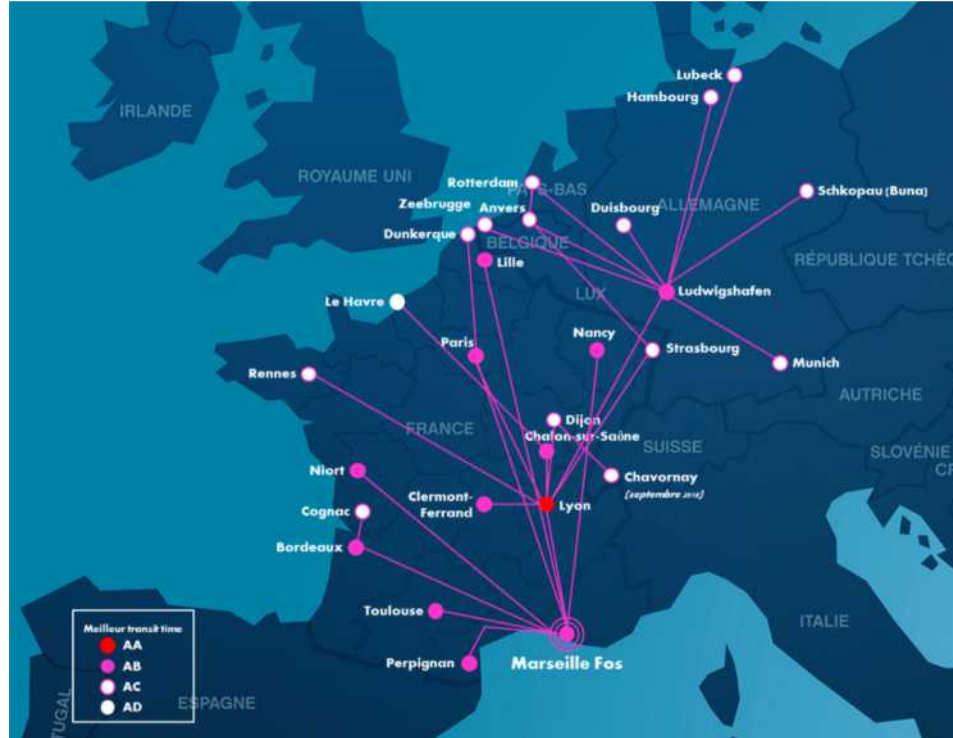 IRLANDE
ROYAUME UNI
Lubeck
Hambourg
Rotterdam
PAYS-BAS
Schkopau (Buna)
Zeebrugge
Anvers
Duisbourg
ALLEMAGNE
Dunkerque
BELGIQUE
Lille
RÉPUBLIQUE TCHÈQ
Ludwigshafen
LUX
Le Havre
Nancy
Paris
Strasbourg
Munich
Rennes
AUTRICHE
Dijon
FRANCE
Chalon-sur-Saône
SUISSE
SLOVÉNIE
CR
Niort
Chavornay
(septembre 2018)
Clermont-
Ferrand
Lyon
Cognac
Bordeaux
Toulouse
ITALIE
Perpignan
Marseille Fos
Meilleur transit time
AA
AB
AC
AD
ESPAGNE
TUGAL